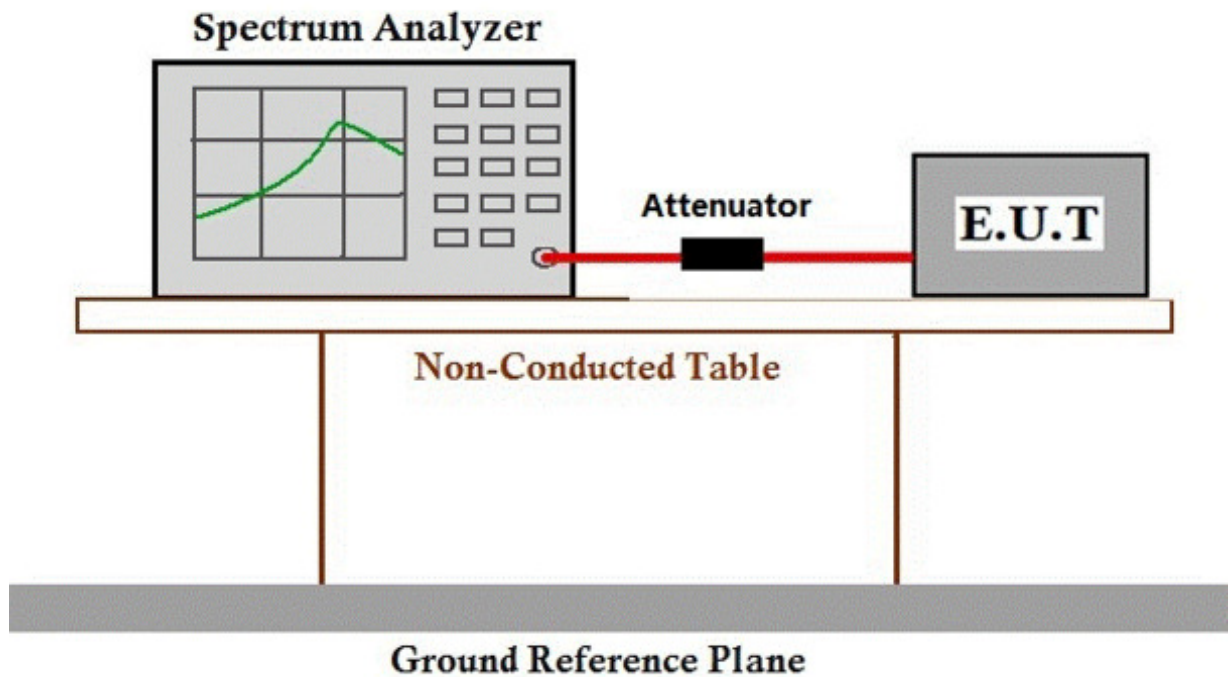 Spectrum Analyzer
Attenuator
E.U.T
Non-Conducted Table
Ground Reference Plane